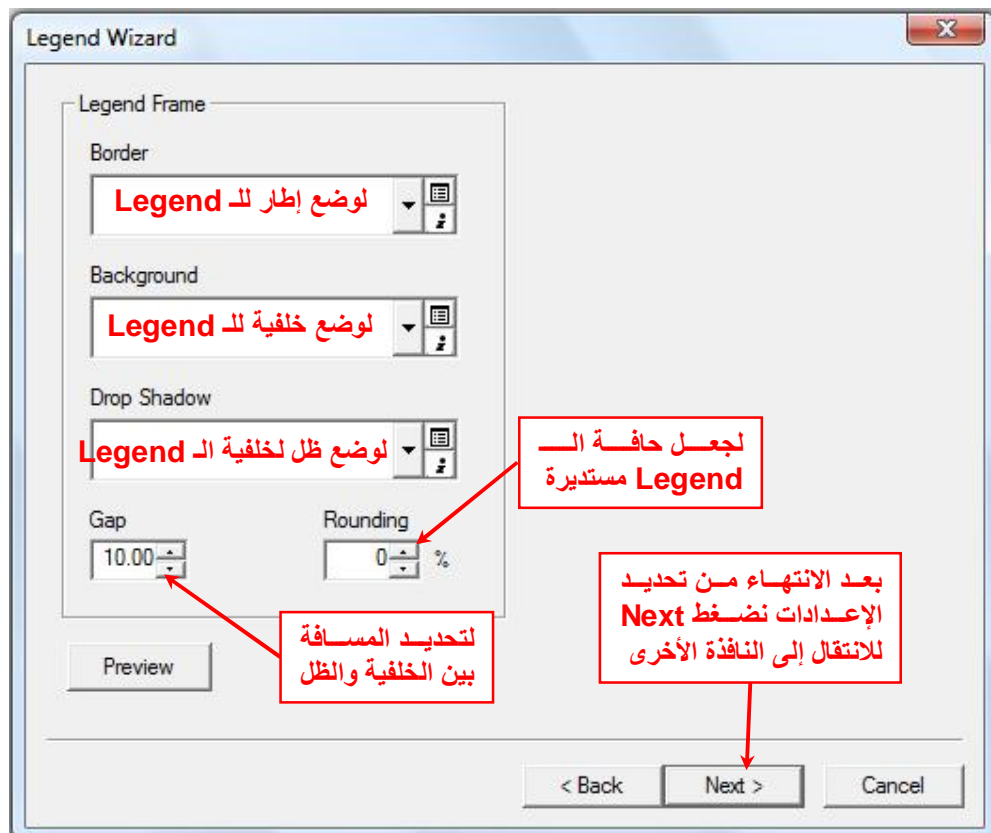 Legend Wizard
Legend Frame
Border
لوضع إطار للـ Legend
Background
لوضع خلفية للـ Legend
Drop Shadow
لوضع ظل لخلفية الـ Legend
لجعـــل حافـــة الـــــ
Legend مستديرة
Gap
Rounding
10.00
0 %
بعـد الانتهـاء مـن تحديـد
الإعـدادات نضـغط Next
للانتقال إلى النافذة الأخرى
لتحديـد المسـافة
بين الخلفية والظل
Preview
< Back
Next >
Cancel